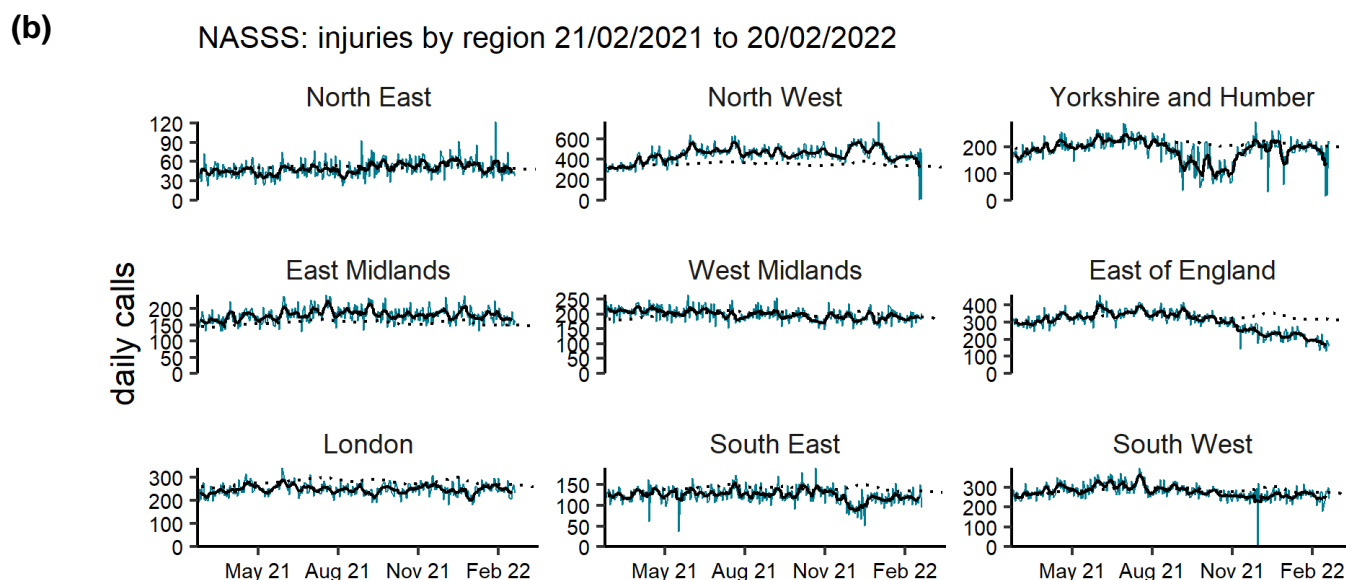 (b)
NASSS: injuries by region 21/02/2021 to 20/02/2022
North East
North West
Yorkshire and Humber
120
90
60
30
0
600
400
200
0
200
100
0
East Midlands
West Midlands
East of England
200
150
100
50
0
250
200
150
100
50
0
400
300
200
100
0
daily calls
London
South East
South West
300
200
100
0
150
100
50
0
300
200
100
0
May 21 Aug 21 Nov 21 Feb 22
May 21 Aug 21 Nov 21 Feb 22
May 21 Aug 21 Nov 21 Feb 22